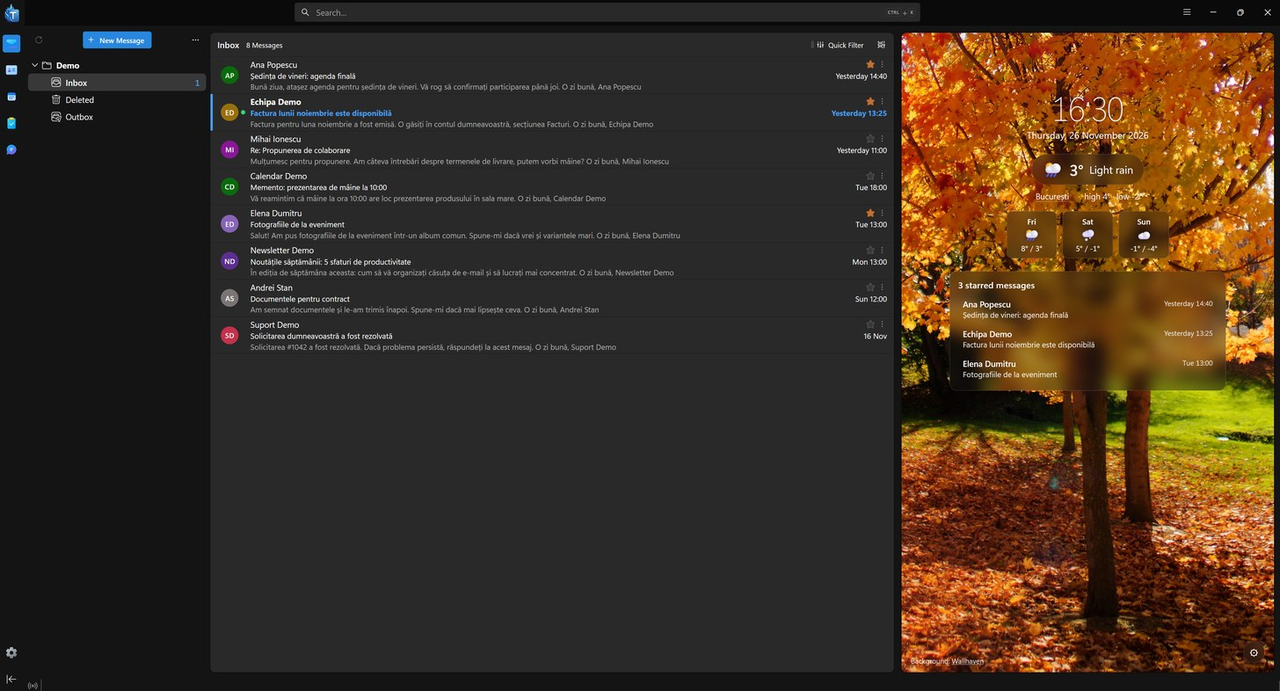 Search...
CTRL + K
New Message
Demo
Inbox 1
Deleted
Outbox
Inbox 8 Messages
Quick Filter
AP
Ana Popescu
Ședința de vineri: agenda finală
Yesterday 14:40
Bună ziua, atașez agenda pentru ședința de vineri. Vă rog să confirmați participarea până joi. O zi bună, Ana Popescu
ED
Echipa Demo
Factura lunii noiembrie este disponibilă
Yesterday 13:25
Factura pentru luna noiembrie a fost emisă. O găsiți în contul dumneavoastră, secțiunea Facturi. O zi bună, Echipa Demo
MI
Mihai Ionescu
Re: Propunerea de colaborare
Yesterday 11:00
Mulțumesc pentru propunere. Am câteva întrebări despre termenele de livrare, putem vorbi mâine? O zi bună, Mihai Ionescu
CD
Calendar Demo
Memento: prezentarea de mâine la 10:00
Tue 18:00
Vă reamintim că mâine la ora 10:00 are loc prezentarea produsului în sala mare. O zi bună, Calendar Demo
ED
Elena Dumitru
Fotografiile de la eveniment
Tue 13:00
Salut! Am pus fotografiile de la eveniment într-un album comun. Spune-mi dacă vrei și variantele mari. O zi bună, Elena Dumitru
ND
Newsletter Demo
Noutățile săptămânii: 5 sfaturi de productivitate
Mon 13:00
În ediția de săptămâna aceasta: cum să vă organizați căsuța de e-mail și să lucrați mai concentrat. O zi bună, Newsletter Demo
AS
Andrei Stan
Documentele pentru contract
Sun 12:00
Am semnat documentele și le-am trimis înapoi. Spune-mi dacă mai lipsește ceva. O zi bună, Andrei Stan
SD
Suport Demo
Solicitarea dumneavoastră a fost rezolvată
16 Nov
Solicitarea #1042 a fost rezolvată. Dacă problema persistă, răspundeți la acest mesaj. O zi bună, Suport Demo
16:30
Thursday, 26 November 2026
3° Light rain
București high 4° low
Fri Sat Sun
8° / 3° 5° / -1° -1° / -4°
3 starred messages
Ana Popescu Yesterday 14:40
Ședința de vineri: agenda finală
Echipa Demo Yesterday 13:25
Factura lunii noiembrie este disponibilă
Elena Dumitru Tue 13:00
Fotografiile de la eveniment
Background: Wallhaven